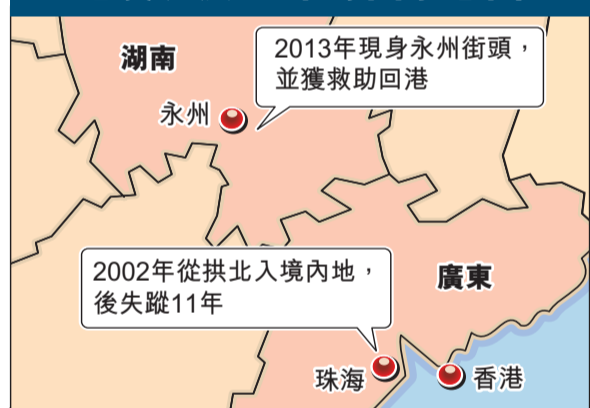 湖南
2013年現身永州街頭，
並獲救助回港
永州
2002年從拱北入境內地，
後失蹤11年
廣東
珠海
香港